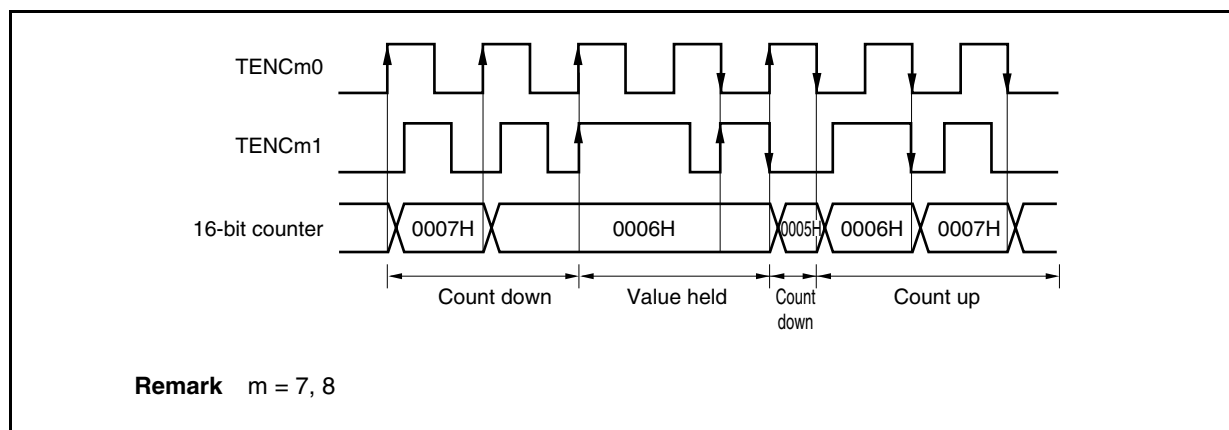 TENCm0
TENCm1
16-bit counter
0007H
0006H
0005H
0006H
0007H
Count down
Value held
Count down
Count up
Remark m = 7, 8